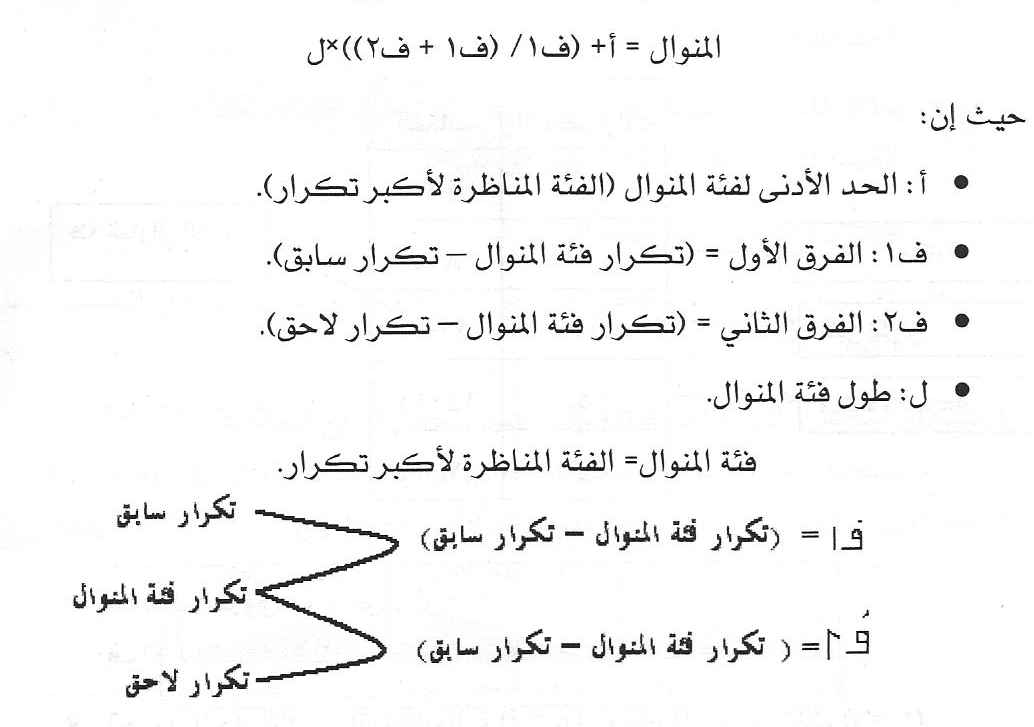 المنوال = أ+ (ف١/ (ف١ + ف٢))×ل
حيث إن:
• أ: الحد الأدنى لفئة المنوال (الفئة المناظرة لأكبر تكرار).
• ف١: الفرق الأول = (تكرار فئة المنوال – تكرار سابق).
• ف٢: الفرق الثاني = (تكرار فئة المنوال – تكرار لاحق).
• ل: طول فئة المنوال.
فئة المنوال= الفئة المناظرة لأكبر تكرار.
تكرار سابق
ف١ = (تكرار فئة المنوال – تكرار سابق)
تكرار فئة المنوال
ف٢ = ( تكرار فئة المنوال – تكرار سابق)
تكرار لاحق